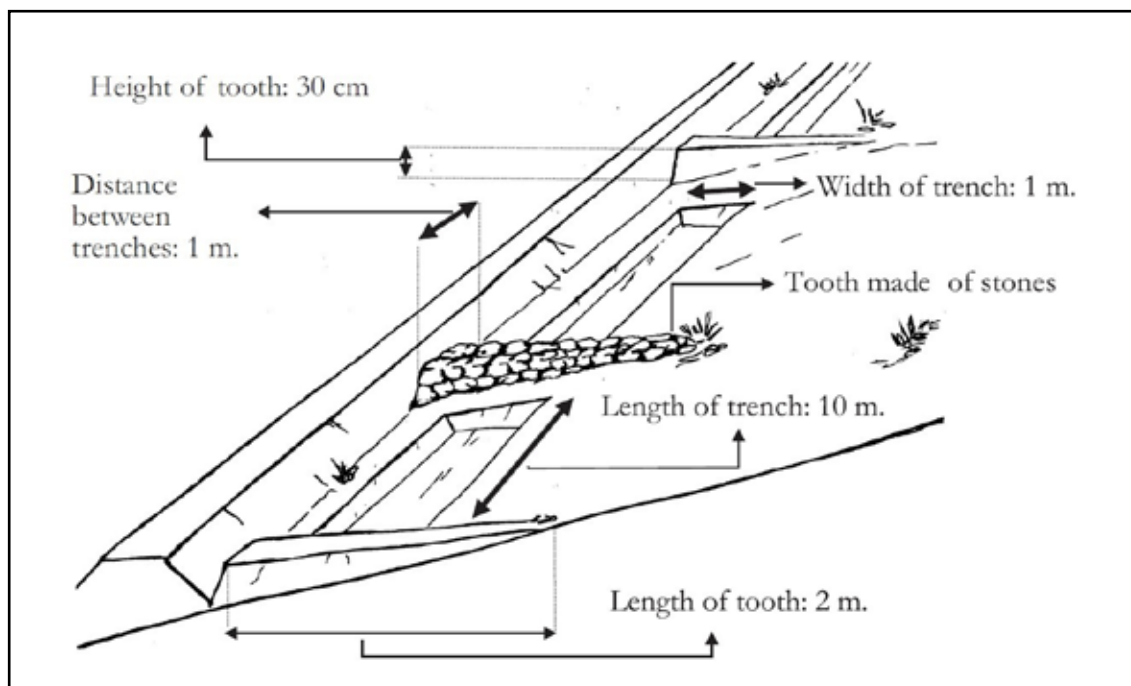 Height of tooth: 30 cm
Distance
between
trenches: 1 m.
Width of trench: 1 m.
Tooth made of stones
Length of trench: 10 m.
Length of tooth: 2 m.